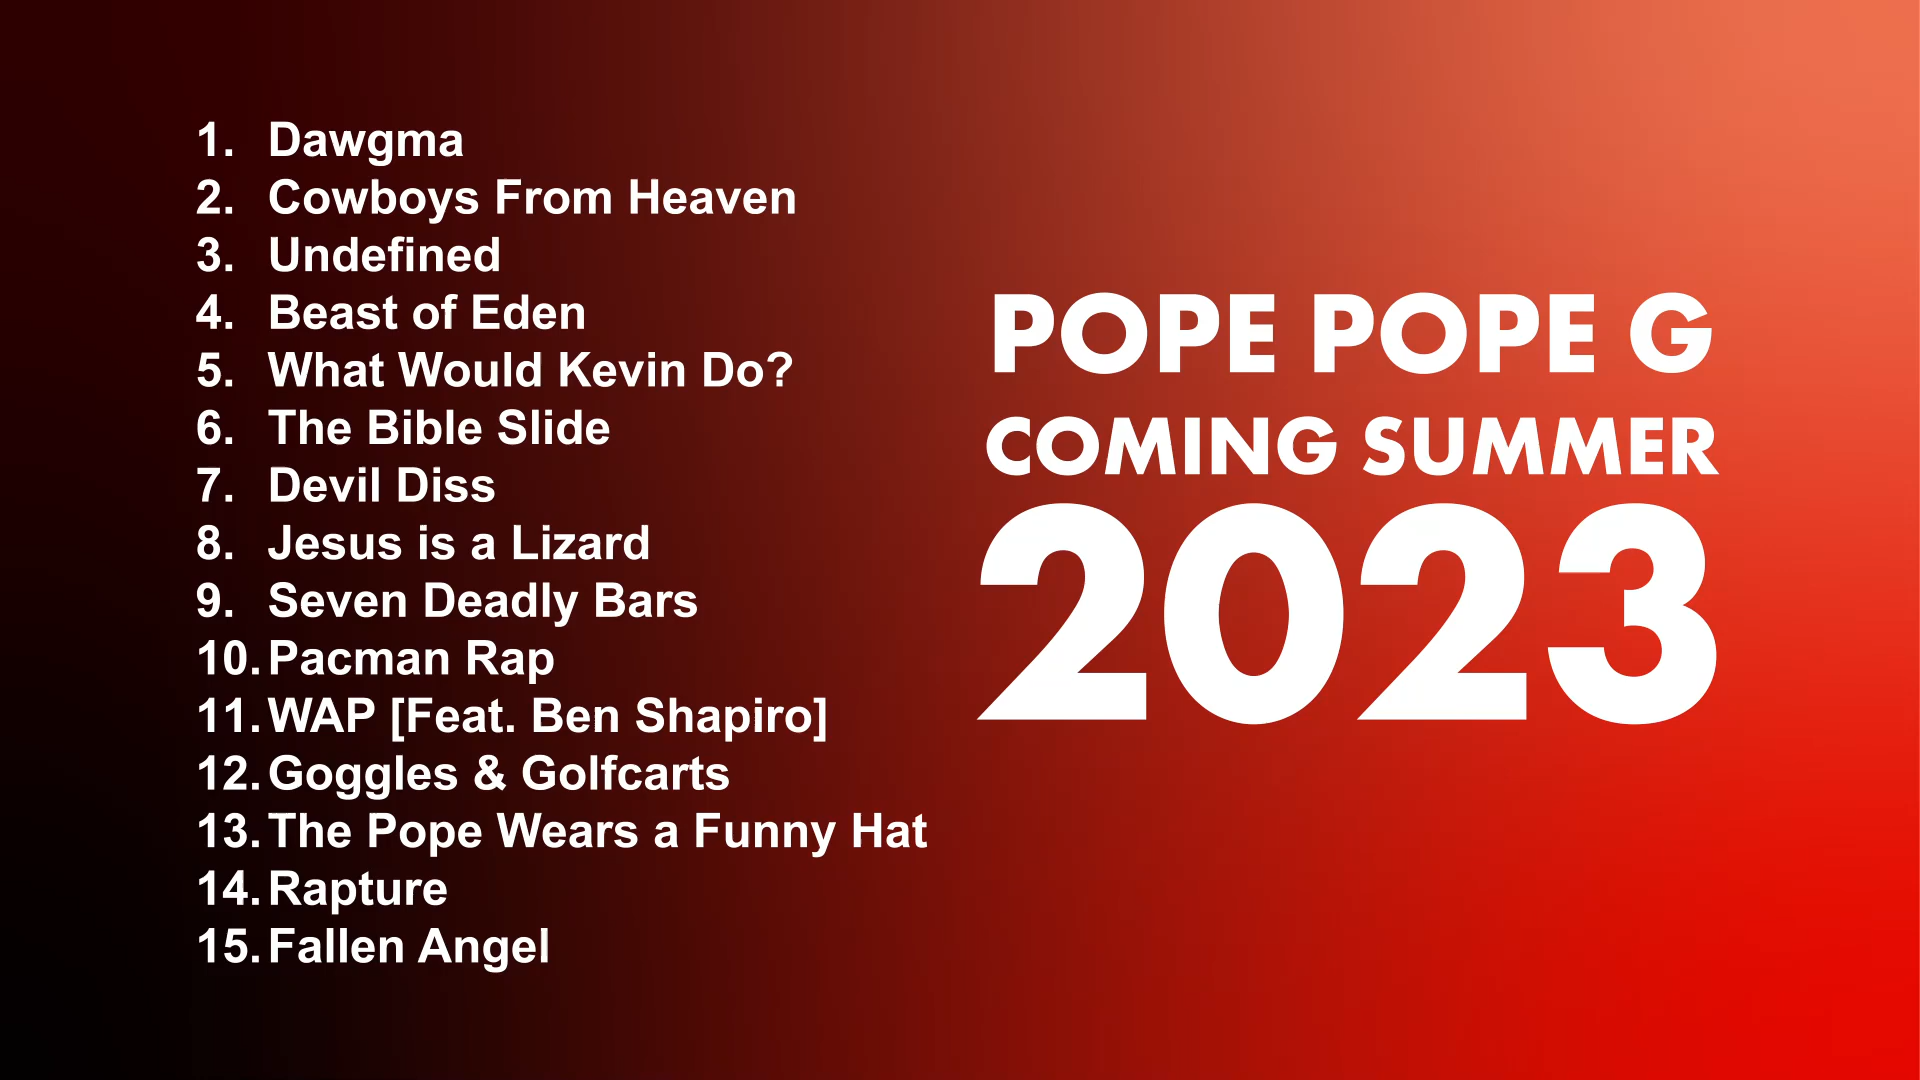 1. Dawgma
2. Cowboys From Heaven
3. Undefined
4. Beast of Eden
5. What Would Kevin Do?
6. The Bible Slide
7. Devil Diss
8. Jesus is a Lizard
9. Seven Deadly Bars
10. Pacman Rap
11. WAP [Feat. Ben Shapiro]
12. Goggles & Golfcarts
13. The Pope Wears a Funny Hat
14. Rapture
15. Fallen Angel
POPE POPE G
COMING SUMMER
2023